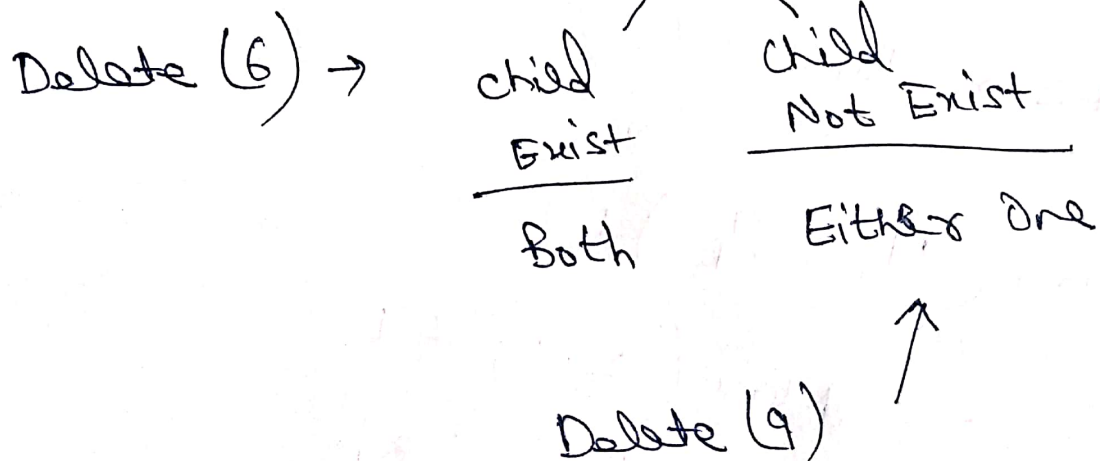 Delete (6) → child child
Exist Not Exist
Both Either One
Delete (9)